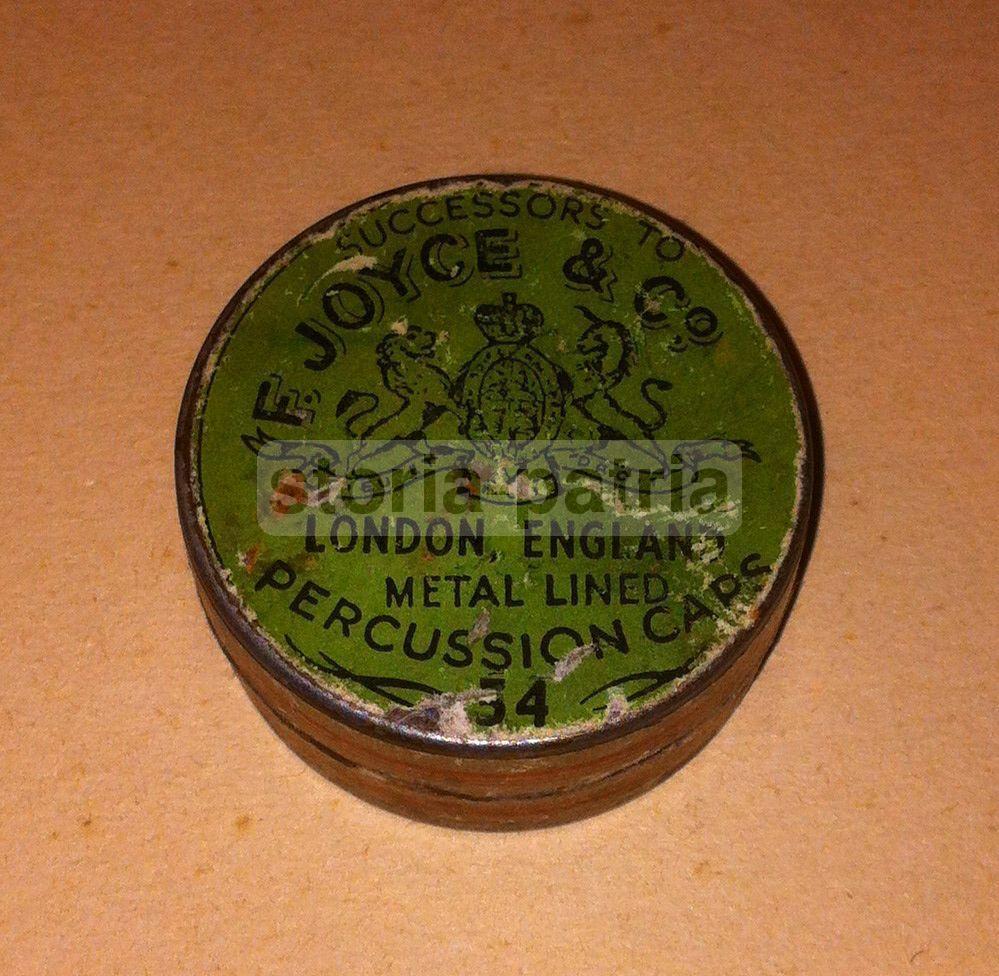 SUCCESSORS TO
F. JOYCE & Co
LONDON, ENGLAND
METAL LINED
PERCUSSION CAPS
54
storia patria